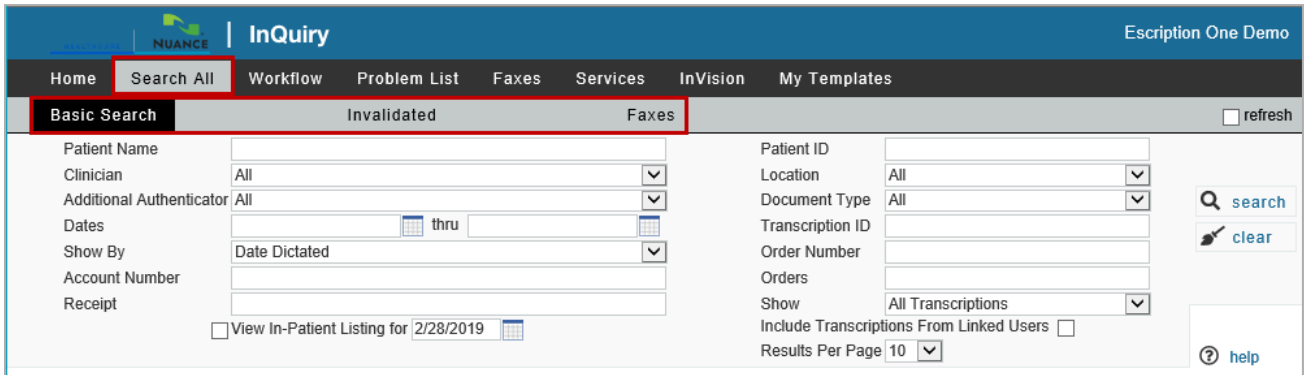 NUANCE | InQuiry Escription One Demo
Home Search All Workflow Problem List Faxes Services InVision My Templates
Basic Search Invalidated Faxes refresh
Patient Name Patient ID
Clinician All Location All
Additional Authenticator All Document Type All
Dates thru Transcription ID
search
Show By Date Dictated Order Number
clear
Account Number Orders
Receipt Show All Transcriptions
View In-Patient Listing for 2/28/2019 Include Transcriptions From Linked Users
Results Per Page 10
help